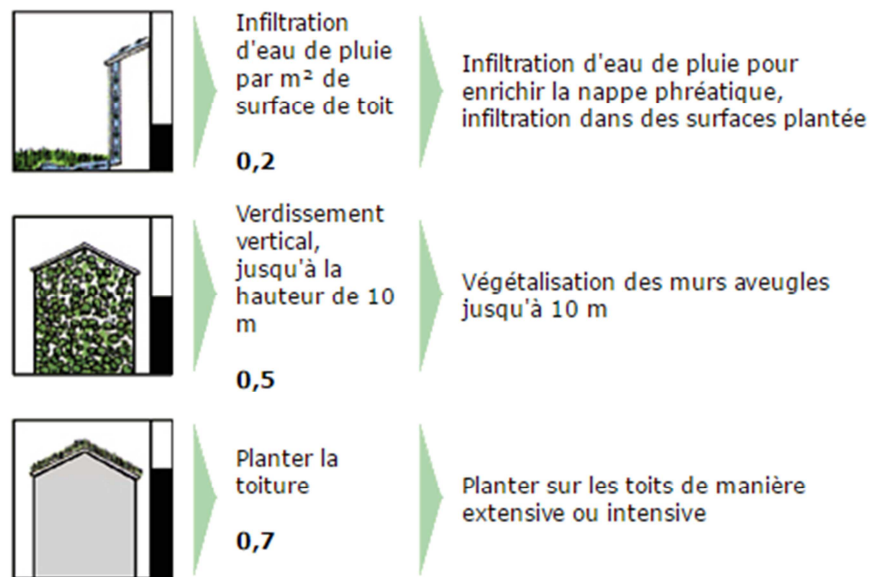 Infiltration
d'eau de pluie
par m² de
surface de toit
0,2
Infiltration d'eau de pluie pour
enrichir la nappe phréatique,
infiltration dans des surfaces plantée
Verdissement
vertical,
jusqu'à la
hauteur de 10
m
0,5
Végétalisation des murs aveugles
jusqu'à 10 m
Planter la
toiture
0,7
Planter sur les toits de manière
extensive ou intensive